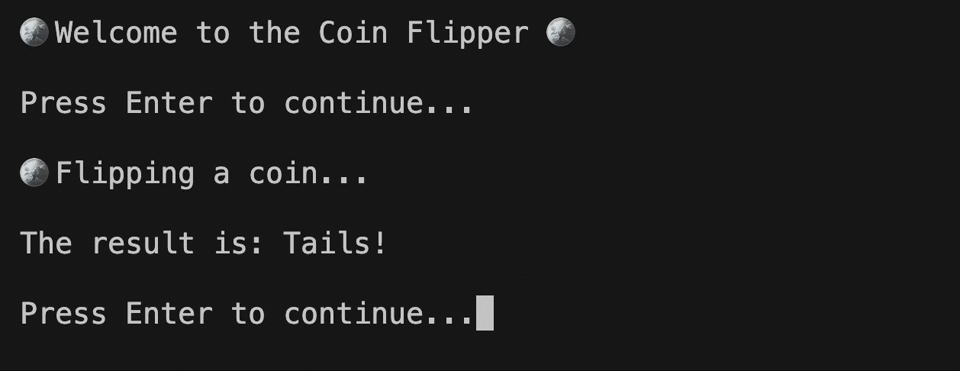 🪙Welcome to the Coin Flipper 🪙
Press Enter to continue...
🪙Flipping a coin...
The result is: Tails!
Press Enter to continue...